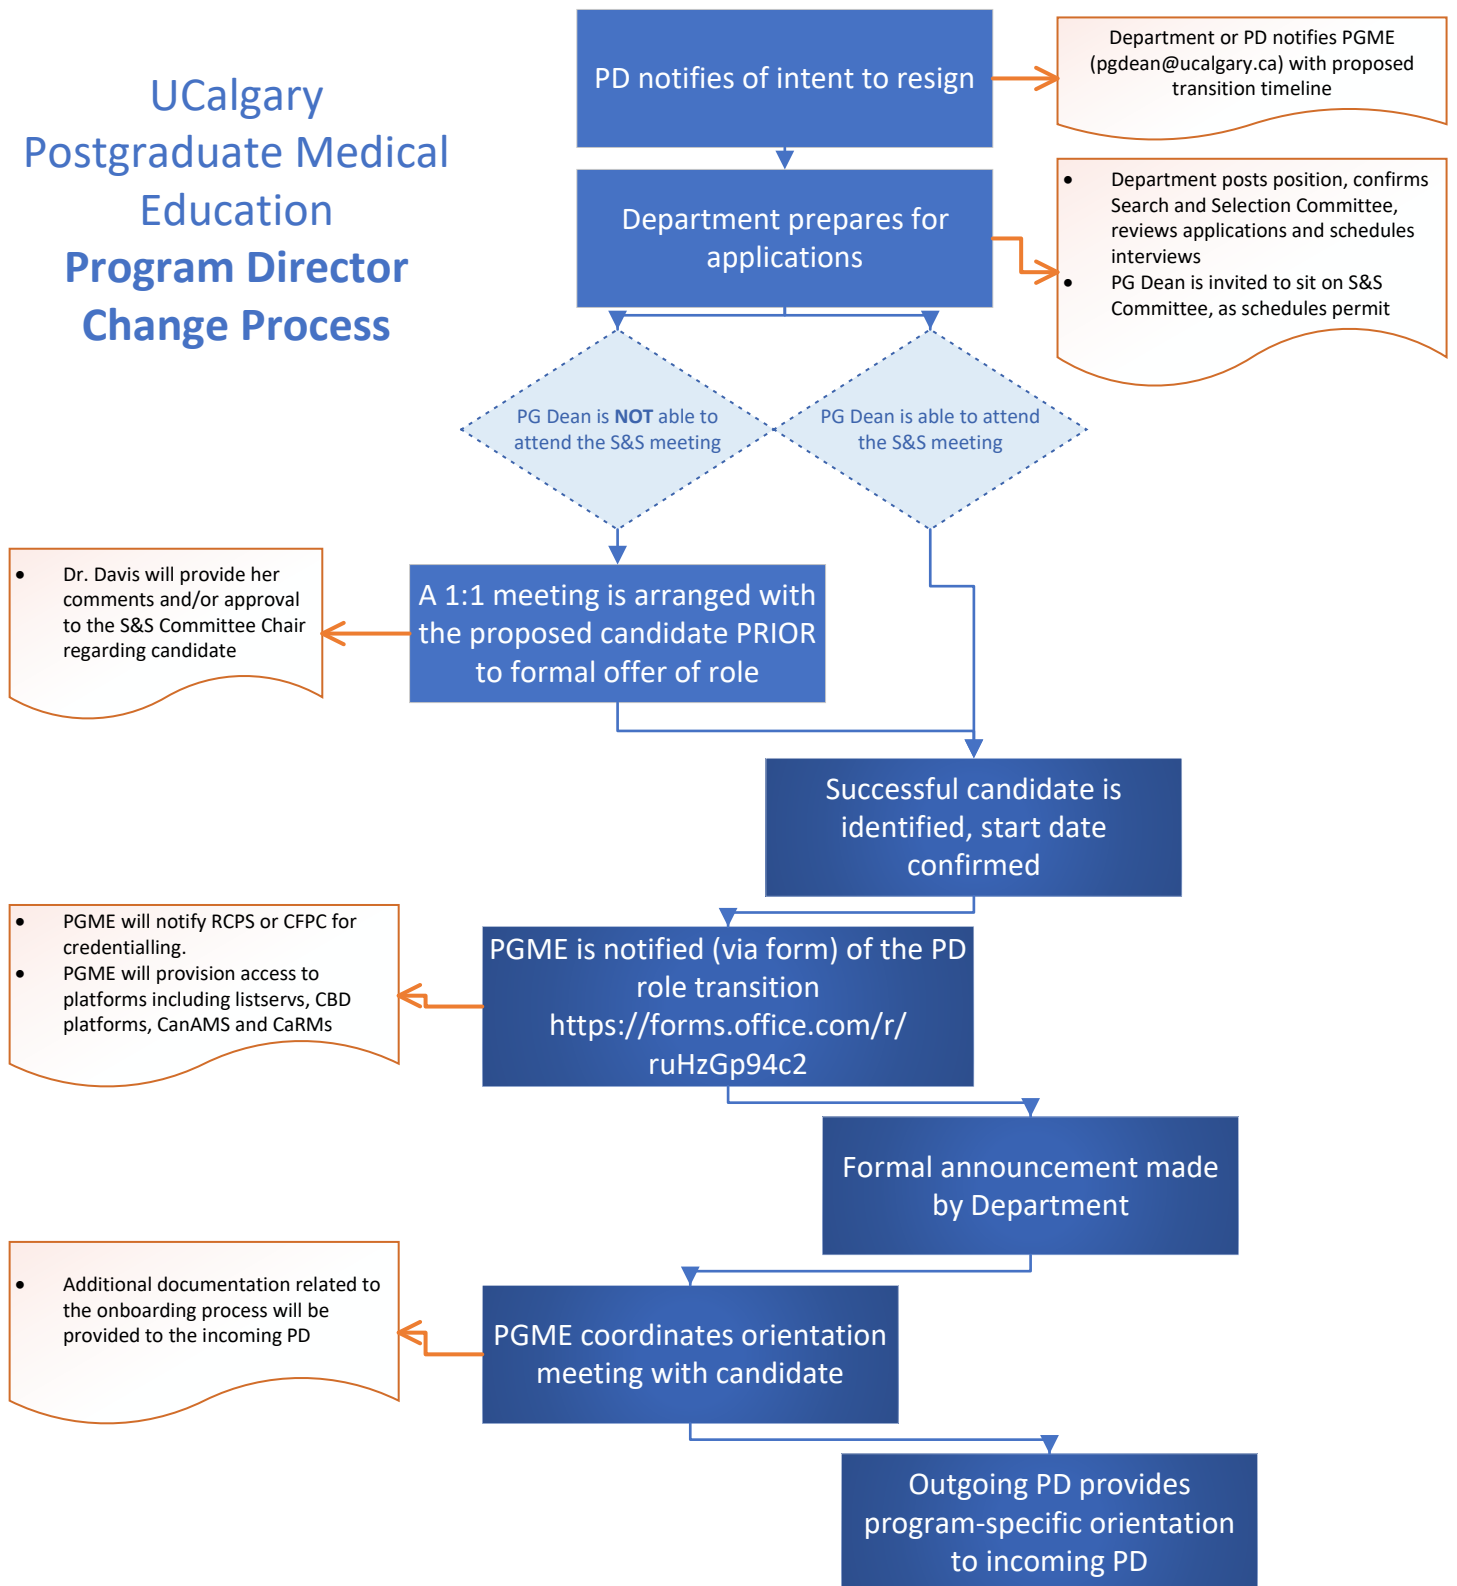 UCalgary
Postgraduate Medical
Education
Program Director
Change Process
PD notifies of intent to resign
Department or PD notifies PGME
(pgdean@ucalgary.ca) with proposed
transition timeline
Department prepares for
applications
• Department posts position, confirms
Search and Selection Committee,
reviews applications and schedules
interviews
• PG Dean is invited to sit on S&S
Committee, as schedules permit
PG Dean is NOT able to
attend the S&S meeting
PG Dean is able to attend
the S&S meeting
• Dr. Davis will provide her
comments and/or approval
to the S&S Committee Chair
regarding candidate
A 1:1 meeting is arranged with
the proposed candidate PRIOR
to formal offer of role
Successful candidate is
identified, start date
confirmed
• PGME will notify RCPS or CFPC for
credentialling.
• PGME will provision access to
platforms including listservs, CBD
platforms, CanAMS and CaRMs
PGME is notified (via form) of the PD
role transition
https://forms.office.com/r/
ruHzGp94c2
Formal announcement made
by Department
• Additional documentation related to
the onboarding process will be
provided to the incoming PD
PGME coordinates orientation
meeting with candidate
Outgoing PD provides
program-specific orientation
to incoming PD